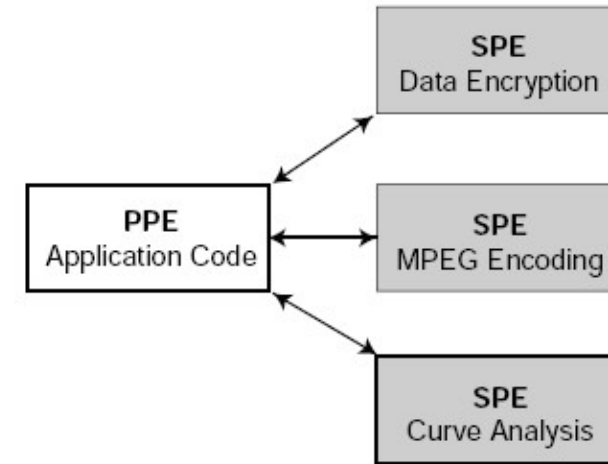 SPE
Data Encryption
PPE
Application Code
SPE
MPEG Encoding
SPE
Curve Analysis